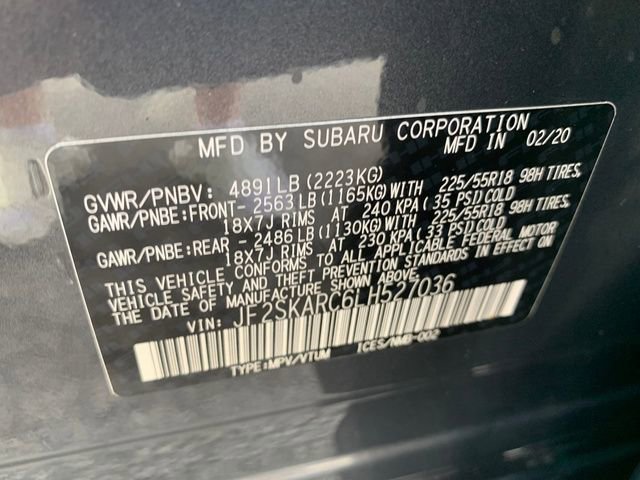 MFD BY SUBARU CORPORATION
MFD IN 02/20
GVWR/PNBV: 4891LB(2223KG)
GAWR/PNBE:FRONT- 2563LB(1165KG)WITH 225/55R18 98H TIRES,
18X7J RIMS AT 240 KPA(35 PSI)COLD
GAWR/PNBE:REAR - 2486LB(1130KG)WITH 225/55R18 98H TIRES,
18X7J RIMS AT 230 KPA(33 PSI)COLD
THIS VEHICLE CONFORMS TO ALL APPLICABLE FEDERAL MOTOR
VEHICLE SAFETY AND THEFT PREVENTION STANDARDS IN EFFECT ON
THE DATE OF MANUFACTURE SHOWN ABOVE.
VIN: JF2SKARC6LH527036
TYPE:MPV/VTUM ICES/NMB-002